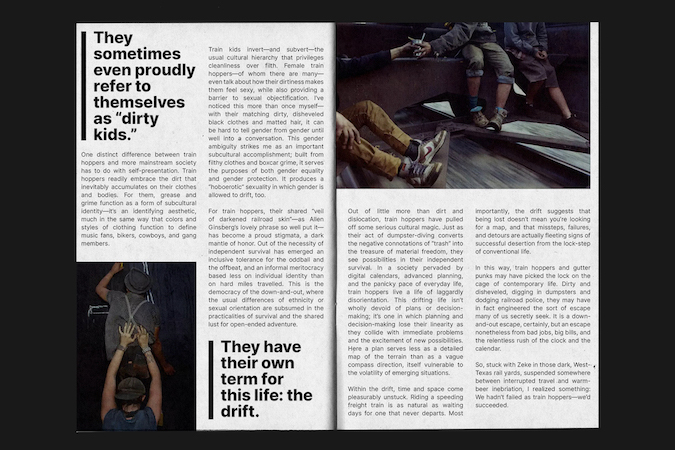 They
sometimes
even proudly
refer to
themselves
as “dirty
kids.”
One distinct difference between train
hoppers and more mainstream society
has to do with self-presentation. Train
hoppers readily embrace the dirt that
inevitably accumulates on their clothes
and bodies. For them, grease and
grime function as a form of subcultural
identity—it's an identifying aesthetic,
much in the same way that colors and
styles of clothing function to define
music fans, bikers, cowboys, and gang
members.
Train kids invert—and subvert—the
usual cultural hierarchy that privileges
cleanliness over filth. Female train
hoppers—of whom there are many—
even talk about how their dirtiness makes
them feel sexy, while also providing a
barrier to sexual objectification. I've
noticed this more than once myself—
with their matching dirty, disheveled
black clothes and matted hair, it can
be hard to tell gender from gender until
well into a conversation. This gender
ambiguity strikes me as an important
subcultural accomplishment; built from
filthy clothes and boxcar grime, it serves
the purposes of both gender equality
and gender protection. It produces a
“hoboerotic” sexuality in which gender is
allowed to drift, too.
For train hoppers, their shared “veil
of darkened railroad skin”—as Allen
Ginsberg's lovely phrase so well put it—
has become a proud stigmata, a dark
mantle of honor. Out of the necessity of
independent survival has emerged an
inclusive tolerance for the oddball and
the offbeat, and an informal meritocracy
based less on individual identity than
on hard miles travelled. This is the
democracy of the down-and-out, where
the usual differences of ethnicity or
sexual orientation are subsumed in the
practicalities of survival and the shared
lust for open-ended adventure.
They have
their own
term for
this life: the
drift.
Out of little more than dirt and
dislocation, train hoppers have pulled
off some serious cultural magic. Just as
their act of dumpster-diving converts
the negative connotations of “trash” into
the treasure of material freedom, they
see possibilities in their independent
survival. In a society pervaded by
digital calendars, advanced planning,
and the panicky pace of everyday life,
train hoppers live a life of laggardly
disorientation. This drifting life isn't
wholly devoid of plans or decision-
making; it's one in which planning and
decision-making lose their linearity as
they collide with immediate problems
and the excitement of new possibilities.
Here a plan serves less as a detailed
map of the terrain than as a vague
compass direction, itself vulnerable to
the volatility of emerging situations.
Within the drift, time and space come
pleasurably unstuck. Riding a speeding
freight train is as natural as waiting
days for one that never departs. Most
importantly, the drift suggests that
being lost doesn't mean you're looking
for a map, and that missteps, failures,
and detours are actually fleeting signs of
successful desertion from the lock-step
of conventional life.
In this way, train hoppers and gutter
punks may have picked the lock on the
cage of contemporary life. Dirty and
disheveled, digging in dumpsters and
dodging railroad police, they may have
in fact engineered the sort of escape
many of us secretly seek. It is a down-
and-out escape, certainly, but an escape
nonetheless from bad jobs, big bills, and
the relentless rush of the clock and the
calendar.
So, stuck with Zeke in those dark, West-
Texas rail yards, suspended somewhere
between interrupted travel and warm-
beer inebriation, I realized something:
We hadn't failed as train hoppers—we'd
succeeded.